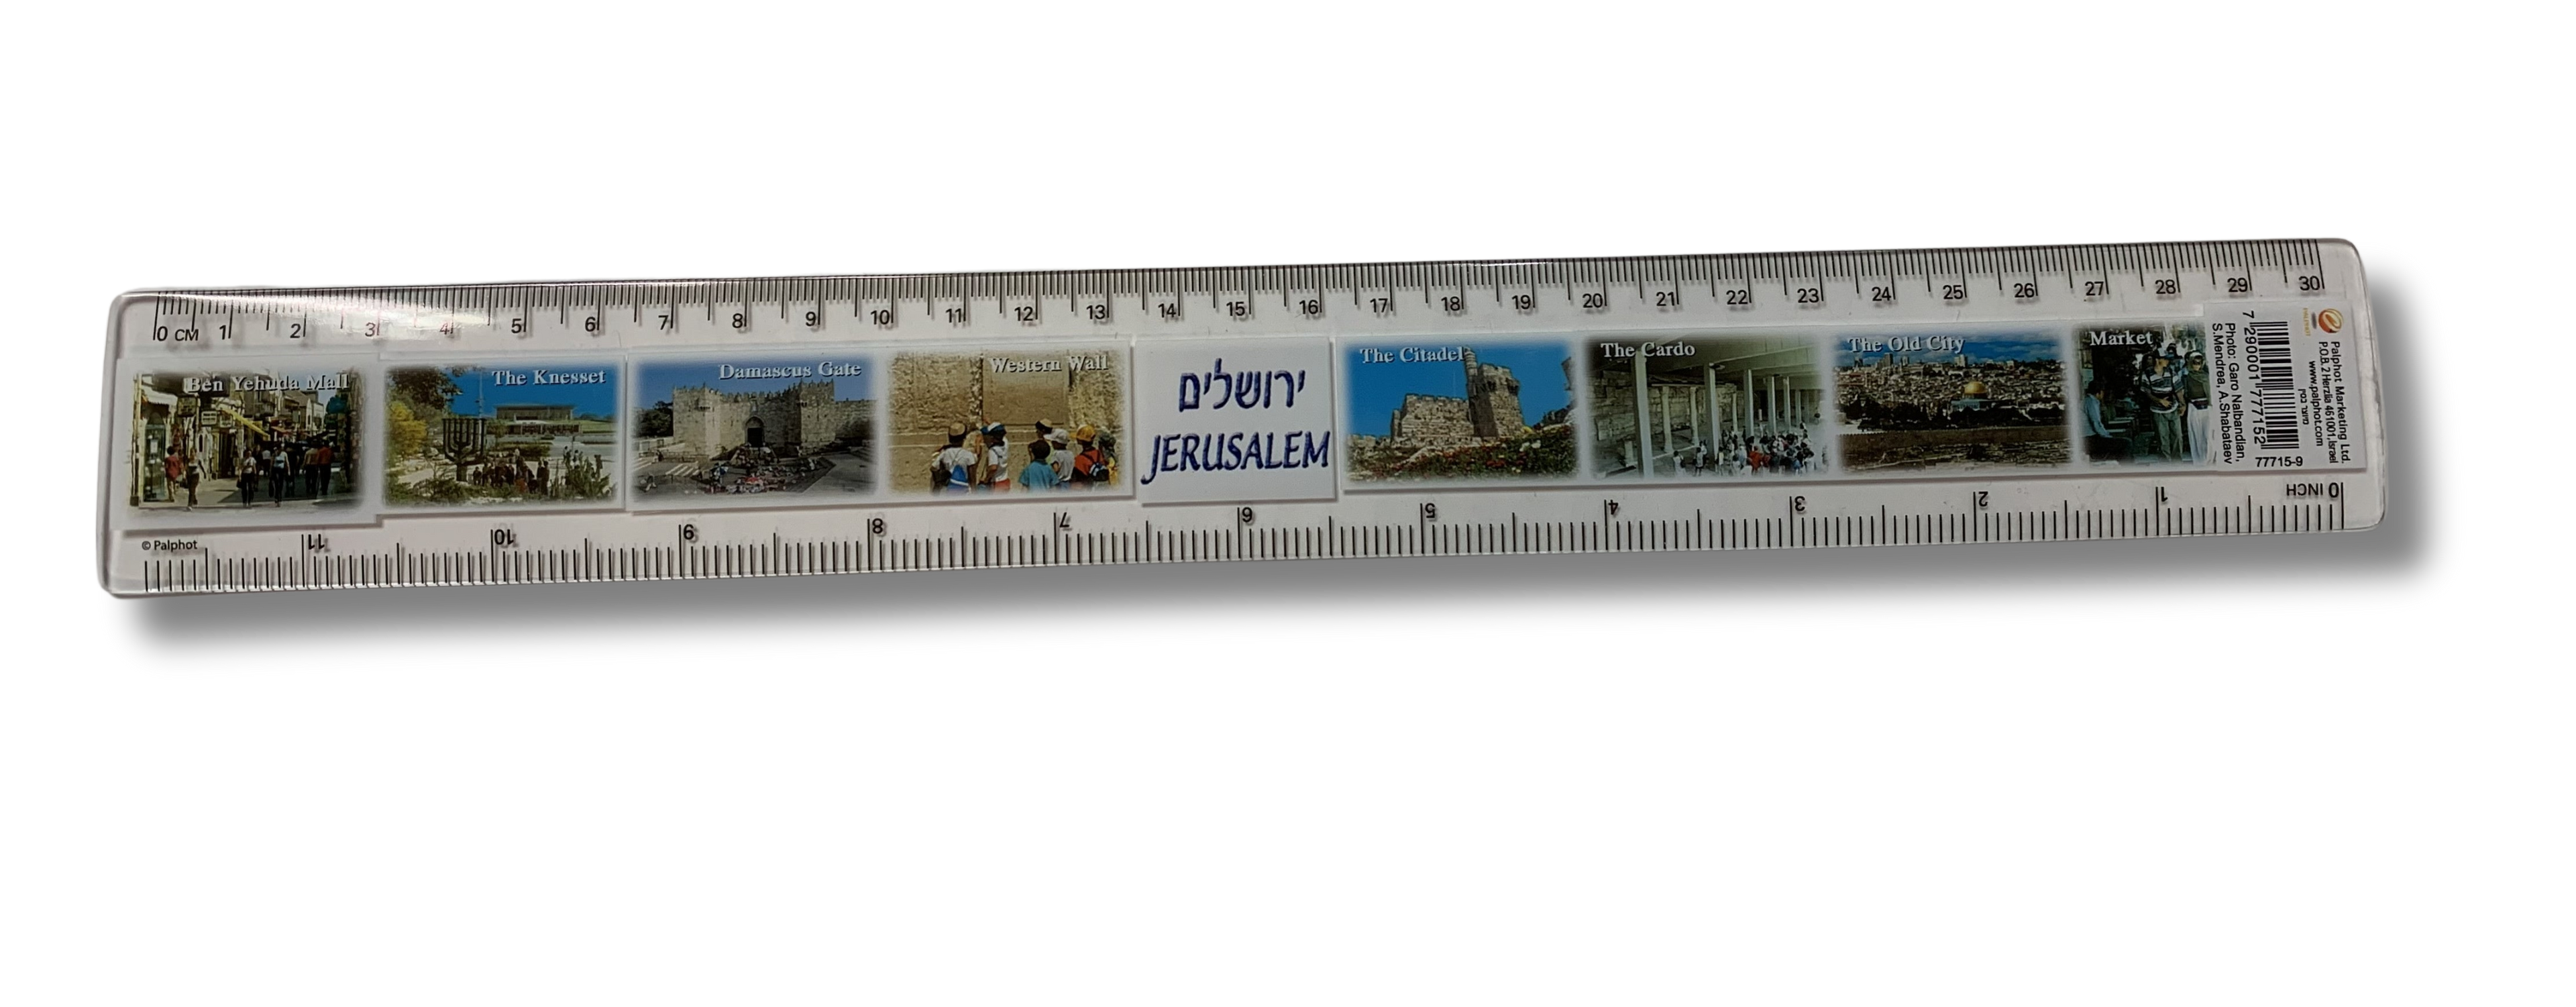 0 CM 1 2 3 4 5 6 7 8 9 10 11 12 13 14 15 16 17 18 19 20 21 22 23 24 25 26 27 28 29 30
Ben Yehuda Mall
The Knesset
Damascus Gate
Western Wall
ירושלים
JERUSALEM
The Citadel
The Cardo
The Old City
Market
Palphot Marketing Ltd.
P.O.B.2 Herzlia 461001, Israel
www.palphot.com
7 290001 777152
77715-9
Photo: Garo Nalbandian,
S.Mendrea, A.Shabataev
© Palphot
0 INCH 1 2 3 4 5 6 7 8 9 10 11